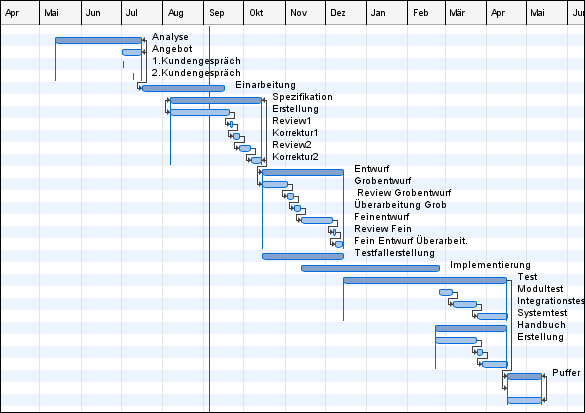 Apr Mai Jun Jul Aug Sep Okt Nov Dez Jan Feb Mär Apr Mai Jun
Analyse
Angebot
1.Kundengespräch
2.Kundengespräch
Einarbeitung
Spezifikation
Erstellung
Review1
Korrektur1
Review2
Korrektur2
Entwurf
Grobentwurf
Review Grobentwurf
Überarbeitung Grob
Feinentwurf
Review Fein
Fein Entwurf Überarbeit.
Testfallerstellung
Implementierung
Test
Modultest
Integrationstes
Systemtest
Handbuch
Erstellung
Puffer